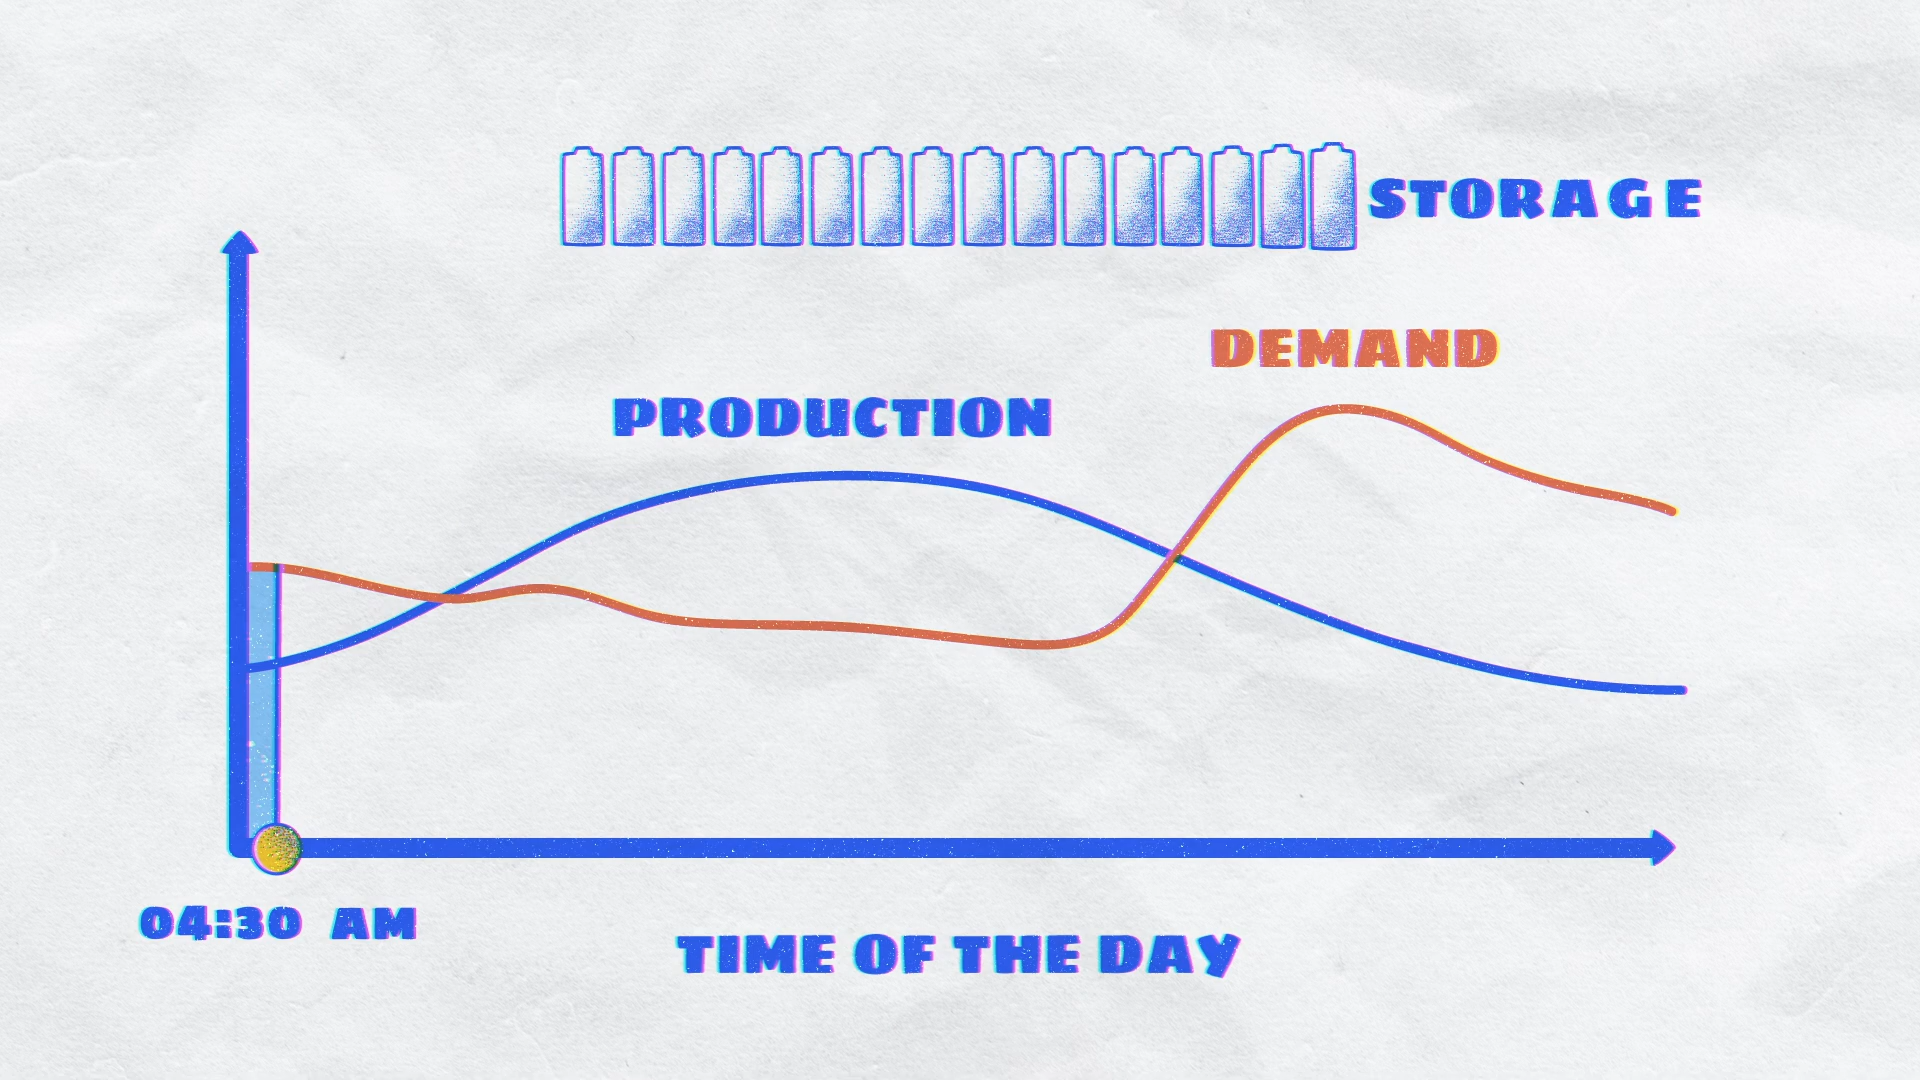 STORAGE
DEMAND
PRODUCTION
04:30 AM
TIME OF THE DAY